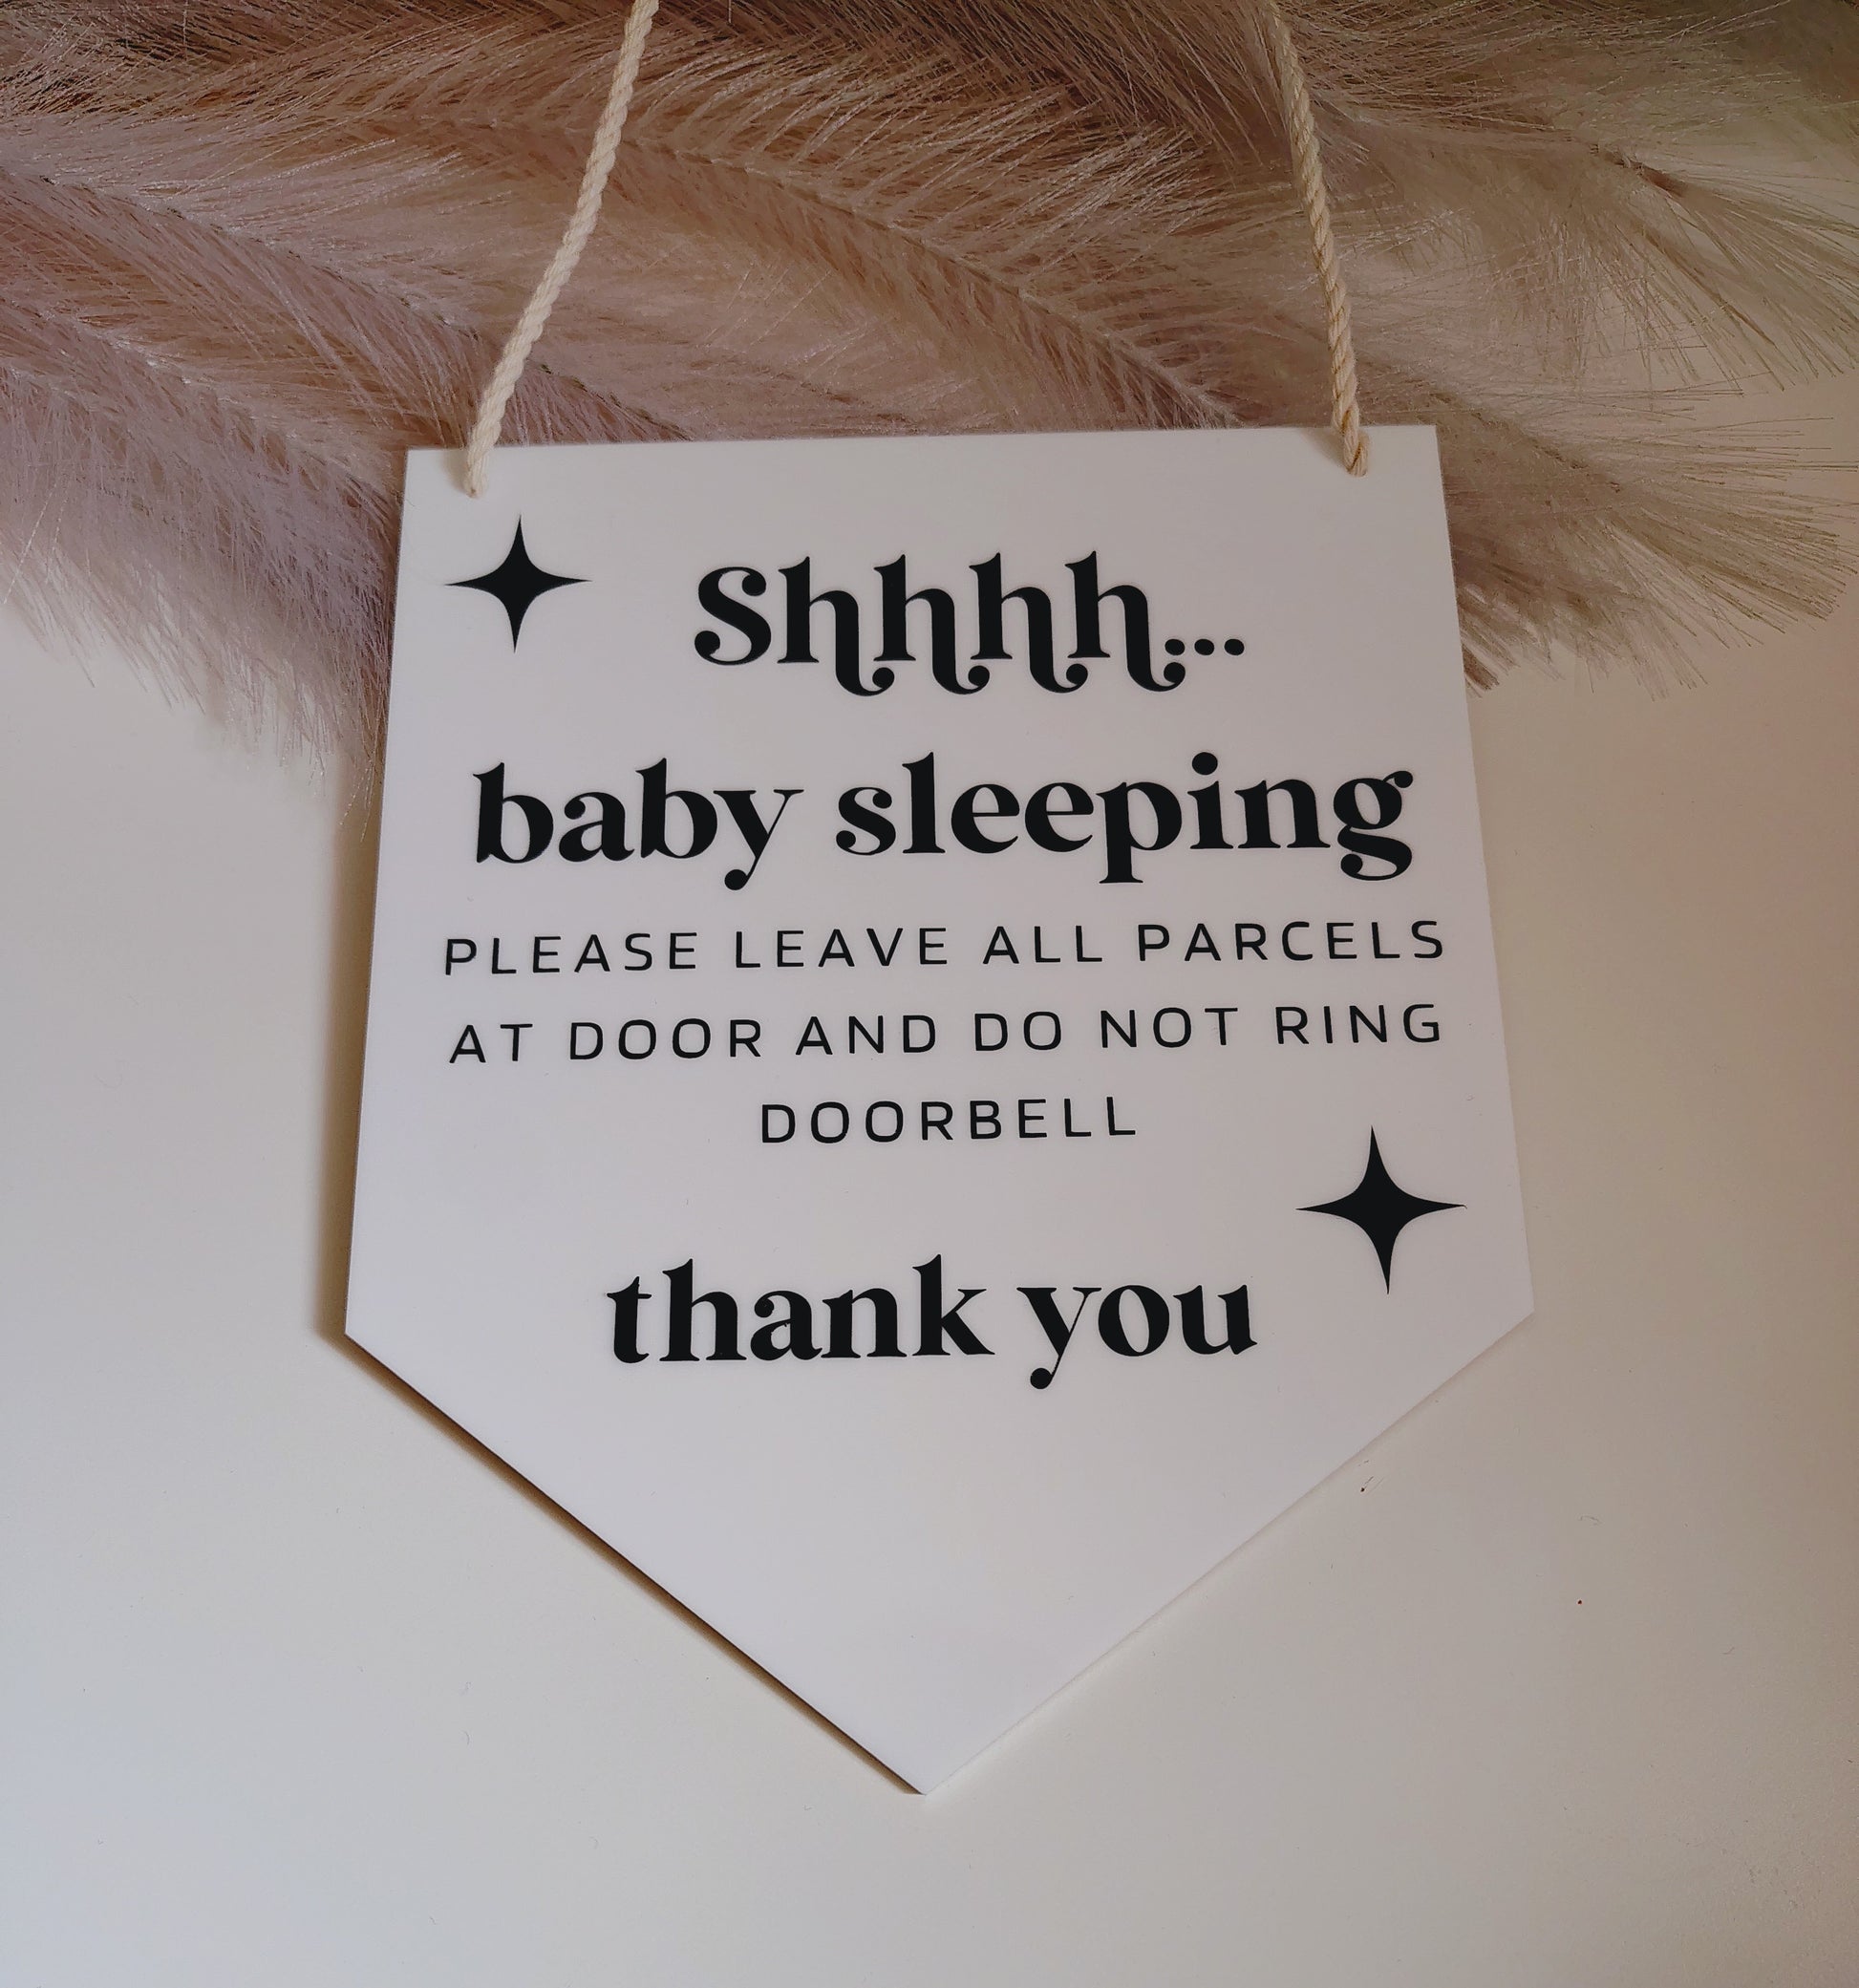 Shhhh...
baby sleeping
PLEASE LEAVE ALL PARCELS
AT DOOR AND DO NOT RING
DOORBELL
thank you